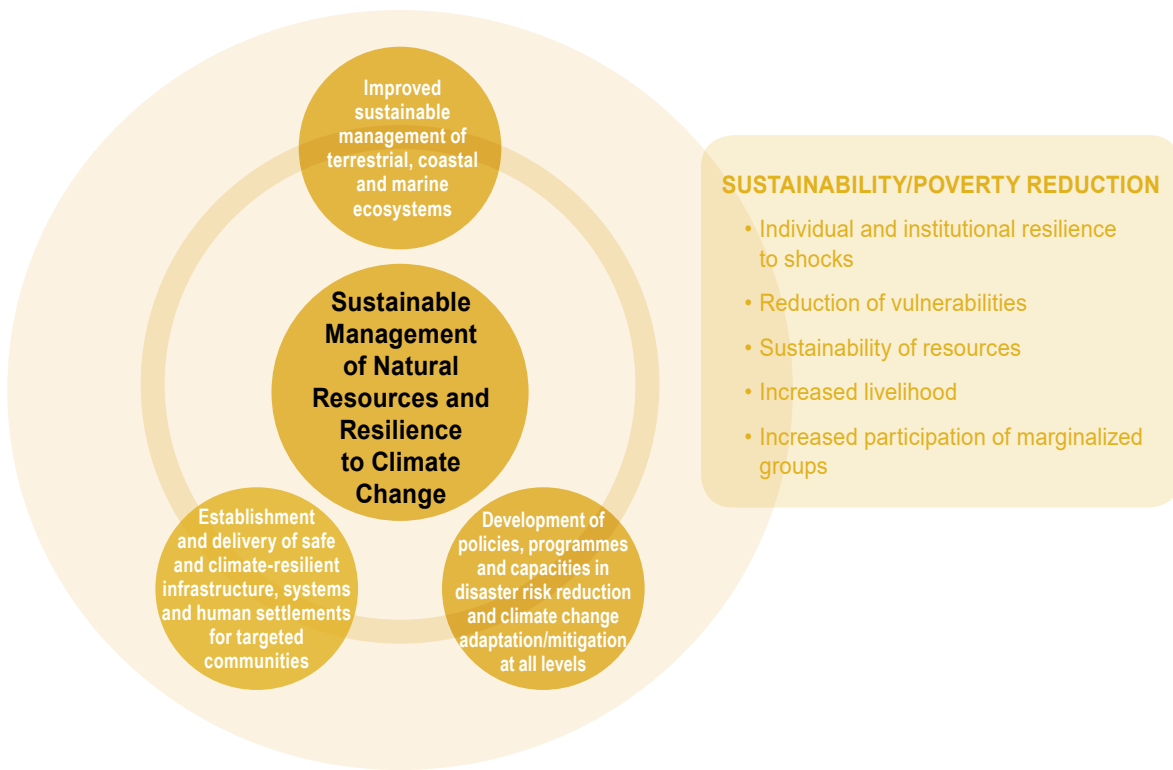 Improved
sustainable
management of
terrestrial, coastal
and marine
ecosystems
Sustainable
Management
of Natural
Resources and
Resilience
to Climate
Change
Establishment
and delivery of safe
and climate-resilient
infrastructure, systems
and human settlements
for targeted
communities
Development of
policies, programmes
and capacities in
disaster risk reduction
and climate change
adaptation/mitigation
at all levels
SUSTAINABILITY/POVERTY REDUCTION
• Individual and institutional resilience
to shocks
• Reduction of vulnerabilities
• Sustainability of resources
• Increased livelihood
• Increased participation of marginalized
groups